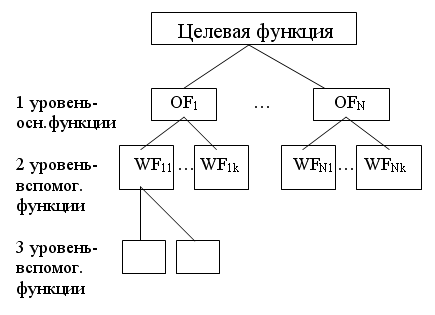 Целевая функция
1 уровень-
осн.функции
OF1 … OFN
2 уровень-
вспомог.
функции
WF11 … WF1k WFN1 … WFNk
3 уровень-
вспомог.
функции